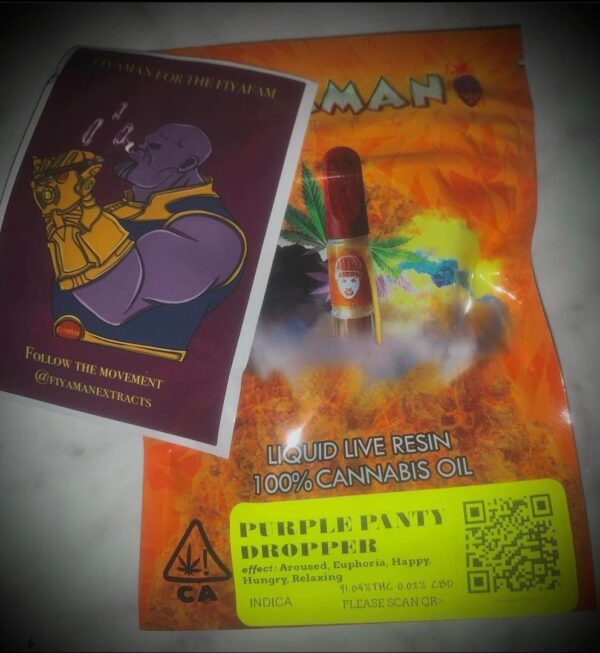 FIYAMAN FOR THE FIYAFAM
FOLLOW THE MOVEMENT
@FIYAMANEXTRACTS
AMAN
LIQUID LIVE RESIN
100% CANNABIS OIL
PURPLE PANTY
DROPPER
effect: Aroused, Euphoria, Happy,
Hungry, Relaxing
91.04%THC 0.02% CBD
INDICA
PLEASE SCAN QR>
CA